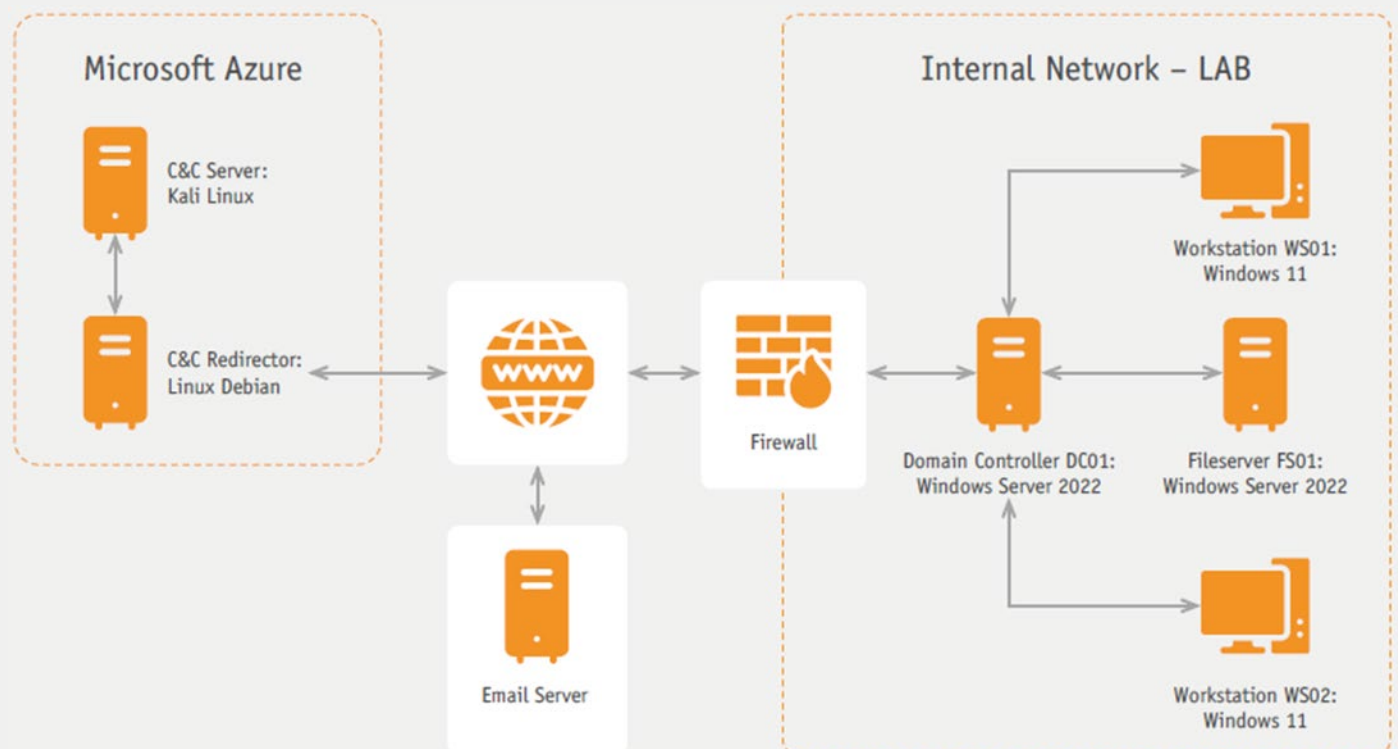 Microsoft Azure
C&C Server:
Kali Linux
C&C Redirector:
Linux Debian
WWW
Email Server
Firewall
Internal Network – LAB
Workstation WS01:
Windows 11
Domain Controller DC01:
Windows Server 2022
Fileserver FS01:
Windows Server 2022
Workstation WS02:
Windows 11